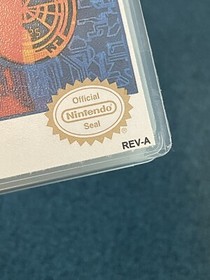 Official
Nintendo
Seal
REV-A